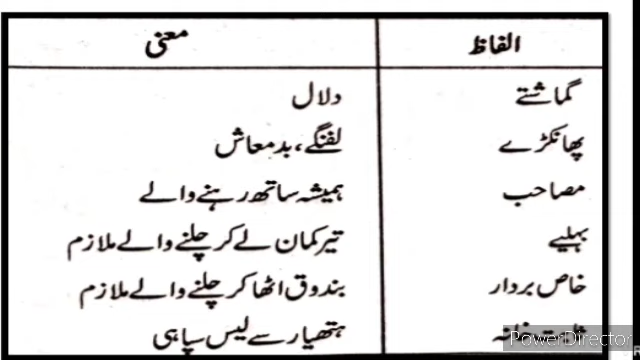 الفاظ	معنی
گماشتے	دلال
پھانکڑے	لفنگے، بدمعاش
مصاحب	ہمیشہ ساتھ رہنے والے
بہلیے	تیر کمان لے کر چلنے والے ملازم
خاص بردار	بندوق اٹھا کر چلنے والے ملازم
ہتھیار سے لیس سپاہی
PowerDirector